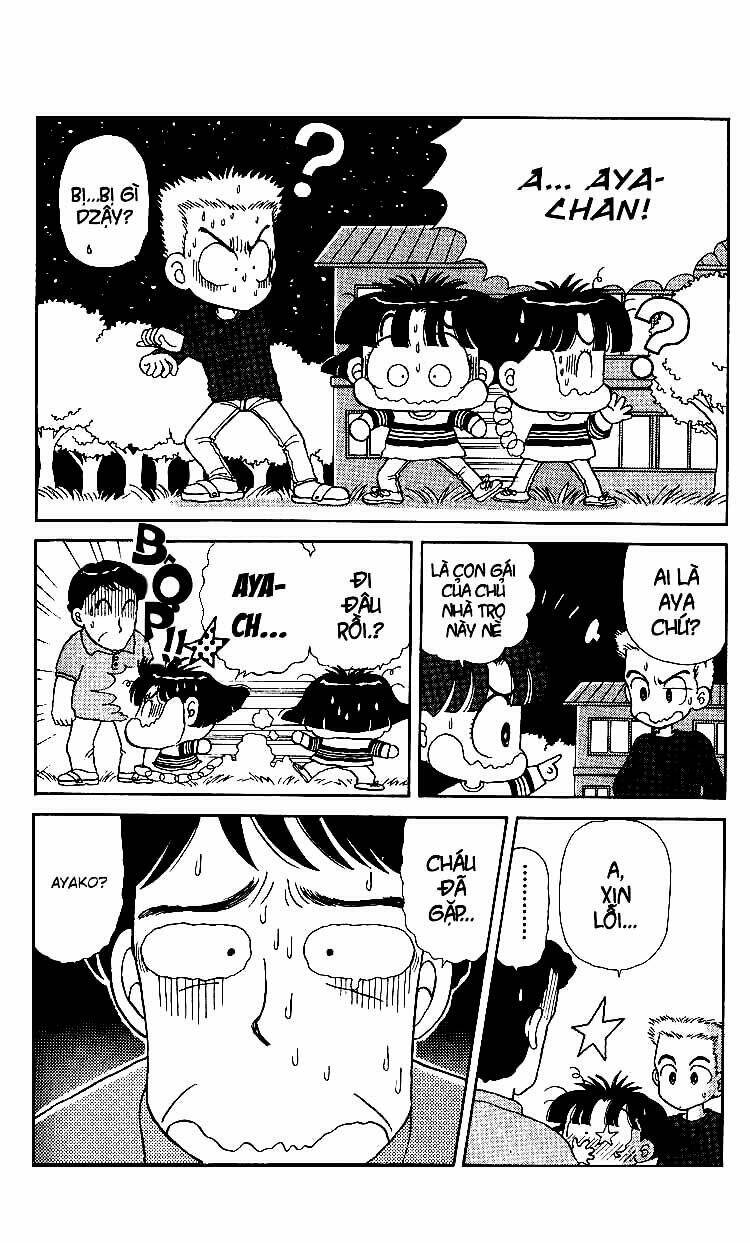 BỊ...BỊ GÌ
DZẬY?
?
A... AYA-
CHAN!
?
BỘP!!
AYA-
CH...
ĐI
ĐÂU
RỒI.?
LÀ CON GÁI
CỦA CHỦ
NHÀ TRỌ
NÀY NÈ
AI LÀ
AYA
CHỨ?
AYAKO?
CHÁU
ĐÃ
GẶP...
.........
A,
XIN
LỖI...